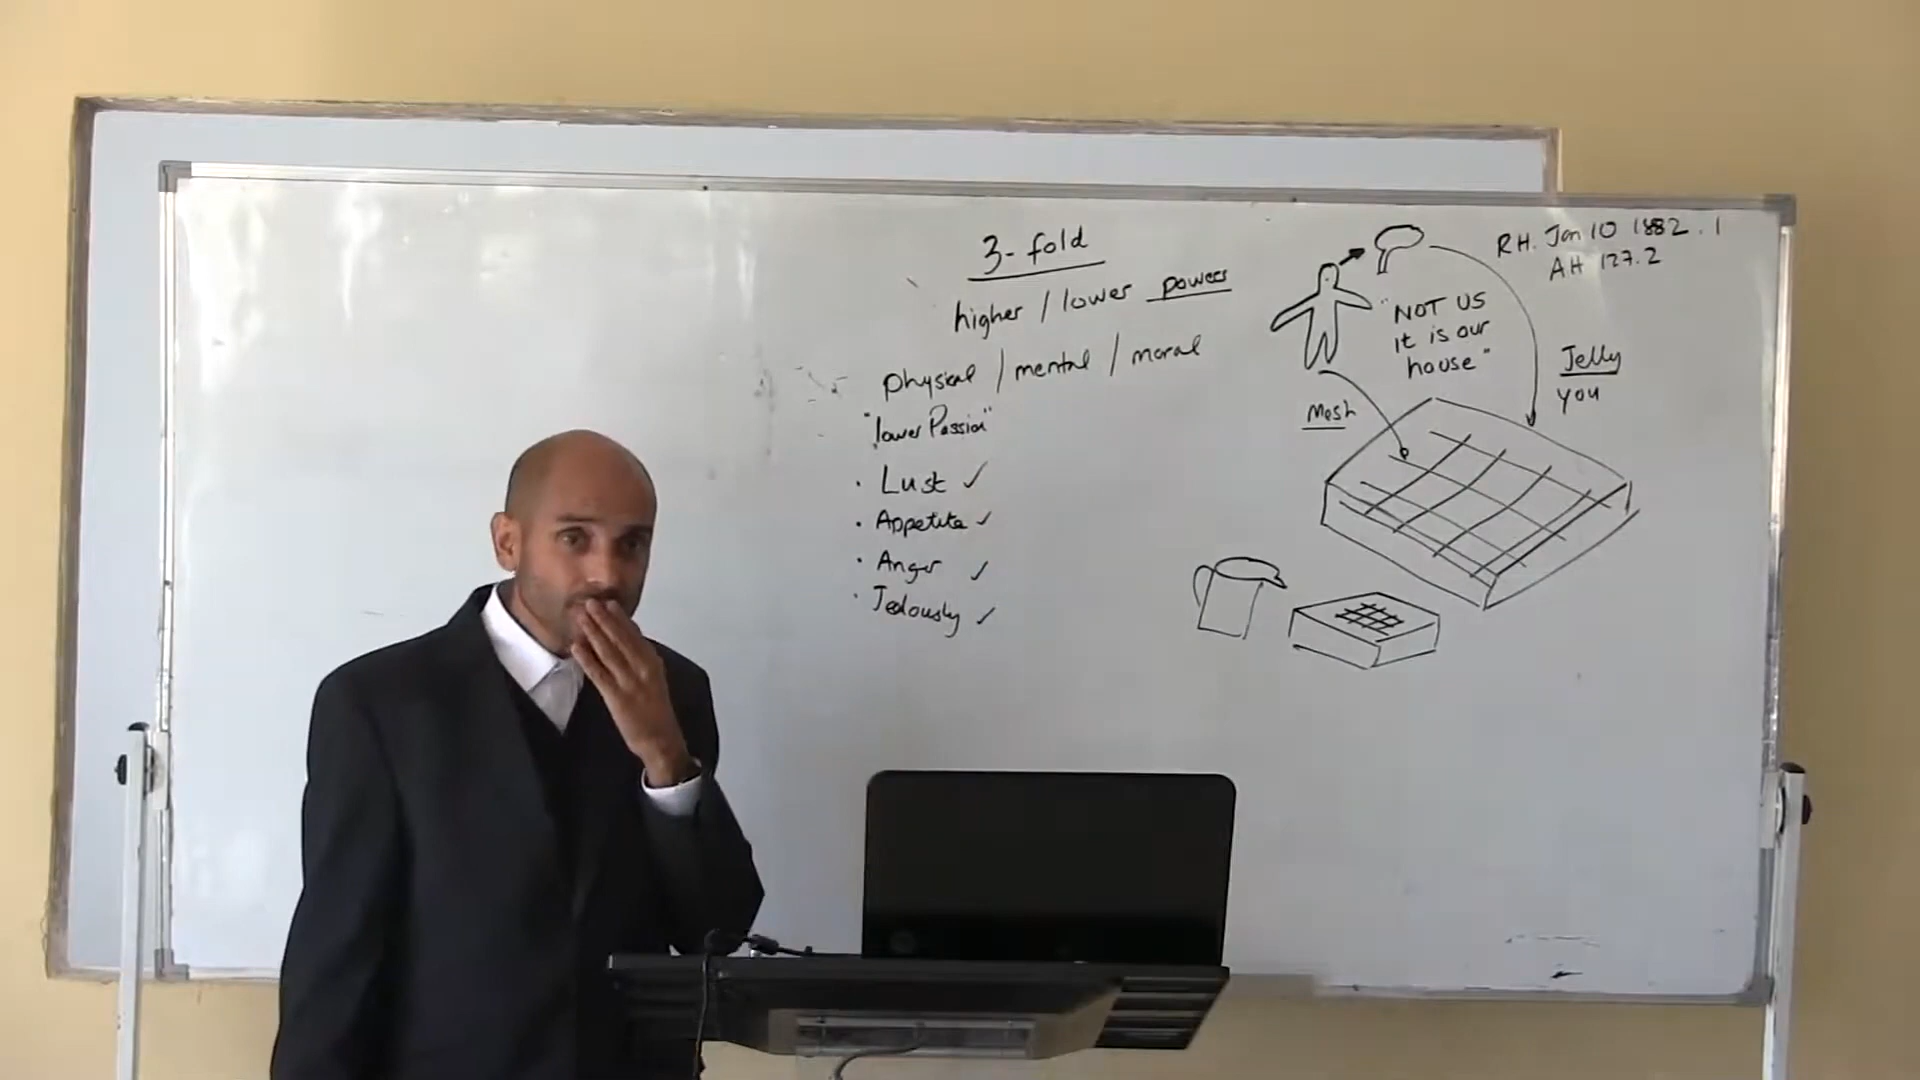 3-fold
higher / lower powers
physical / mental / moral
"lower Passion"
· Lust ✓
· Appetite ✓
· Anger ✓
· Jealously ✓
RH. Jan 10 1882 . 1
AH 127.2
"NOT US
it is our
house"
Jelly
you
Mesh